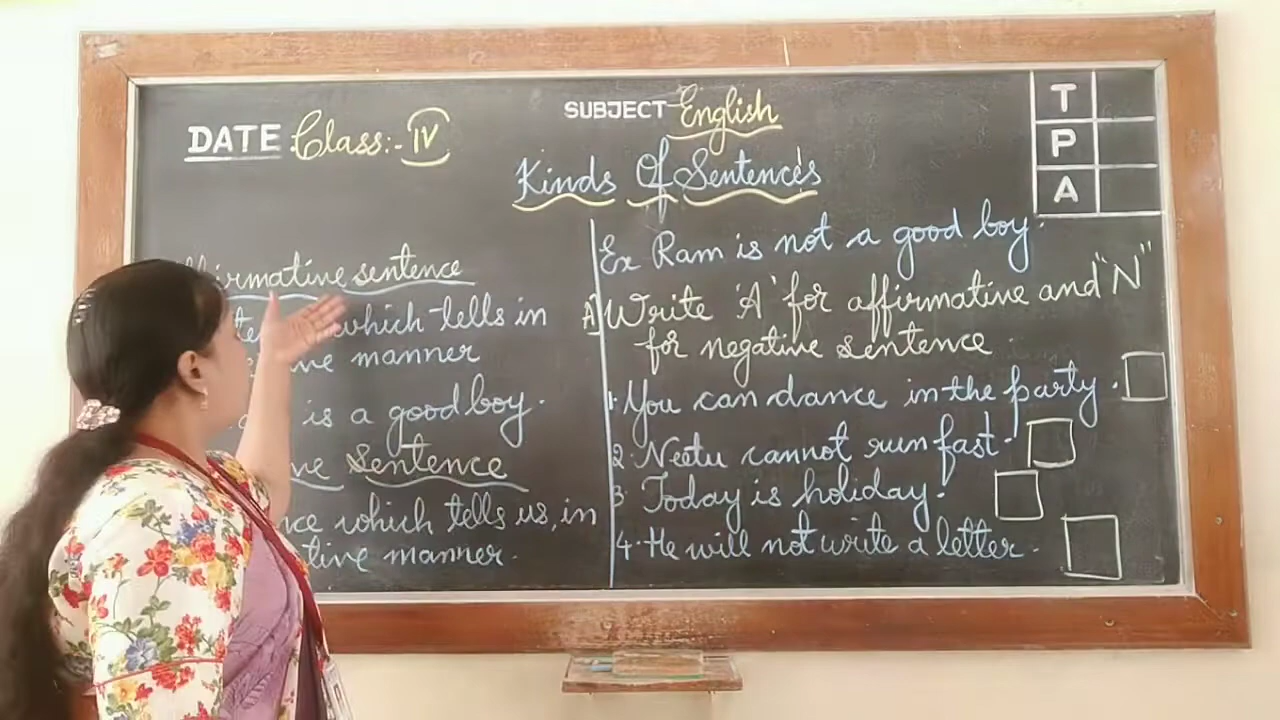 DATE Class:- IV
SUBJECT English
T
P
A
Kinds Of Sentences
sentence
which tells in
manner
is a good boy.
Sentence
which tells us, in
manner.
Ex Ram is not a good boy.
A) Write 'A' for affirmative and "N"
for negative sentence.
1. You can dance in the party.
2. Neetu cannot run fast.
3. Today is holiday.
4. He will not write a letter.